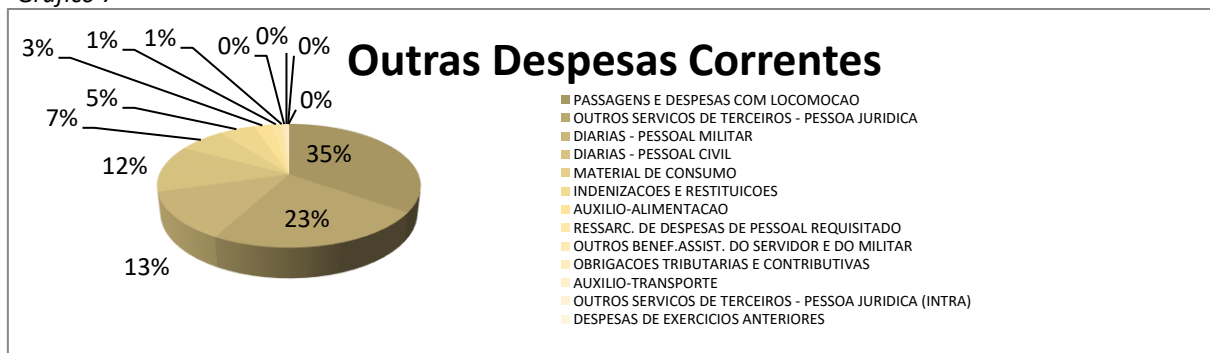 Gráfico 7
Outras Despesas Correntes
3%
1%
1%
0%
0%
0%
0%
5%
7%
12%
13%
35%
23%
PASSAGENS E DESPESAS COM LOCOMOCAO
OUTROS SERVICOS DE TERCEIROS - PESSOA JURIDICA
DIARIAS - PESSOAL MILITAR
DIARIAS - PESSOAL CIVIL
MATERIAL DE CONSUMO
INDENIZACOES E RESTITUICOES
AUXILIO-ALIMENTACAO
RESSARC. DE DESPESAS DE PESSOAL REQUISITADO
OUTROS BENEF.ASSIST. DO SERVIDOR E DO MILITAR
OBRIGACOES TRIBUTARIAS E CONTRIBUTIVAS
AUXILIO-TRANSPORTE
OUTROS SERVICOS DE TERCEIROS - PESSOA JURIDICA (INTRA)
DESPESAS DE EXERCICIOS ANTERIORES